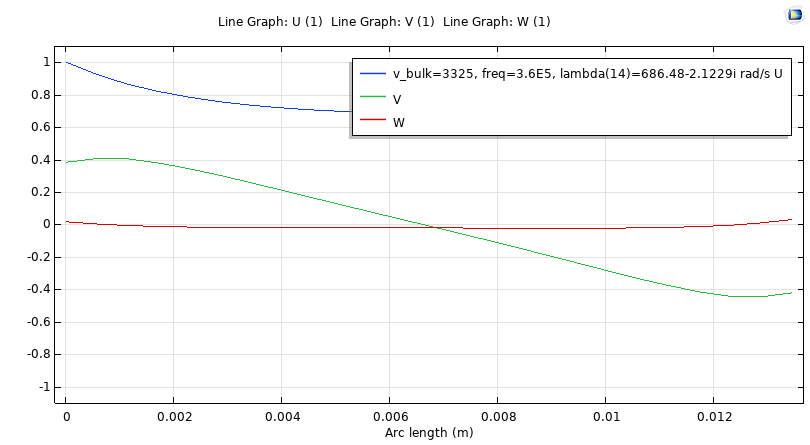 Line Graph: U (1) Line Graph: V (1) Line Graph: W (1)
v_bulk=3325, freq=3.6E5, lambda(14)=686.48-2.1229i rad/s U
V
W
1
0.8
0.6
0.4
0.2
0
-0.2
-0.4
-0.6
-0.8
-1
0 0.002 0.004 0.006 0.008 0.01 0.012
Arc length (m)